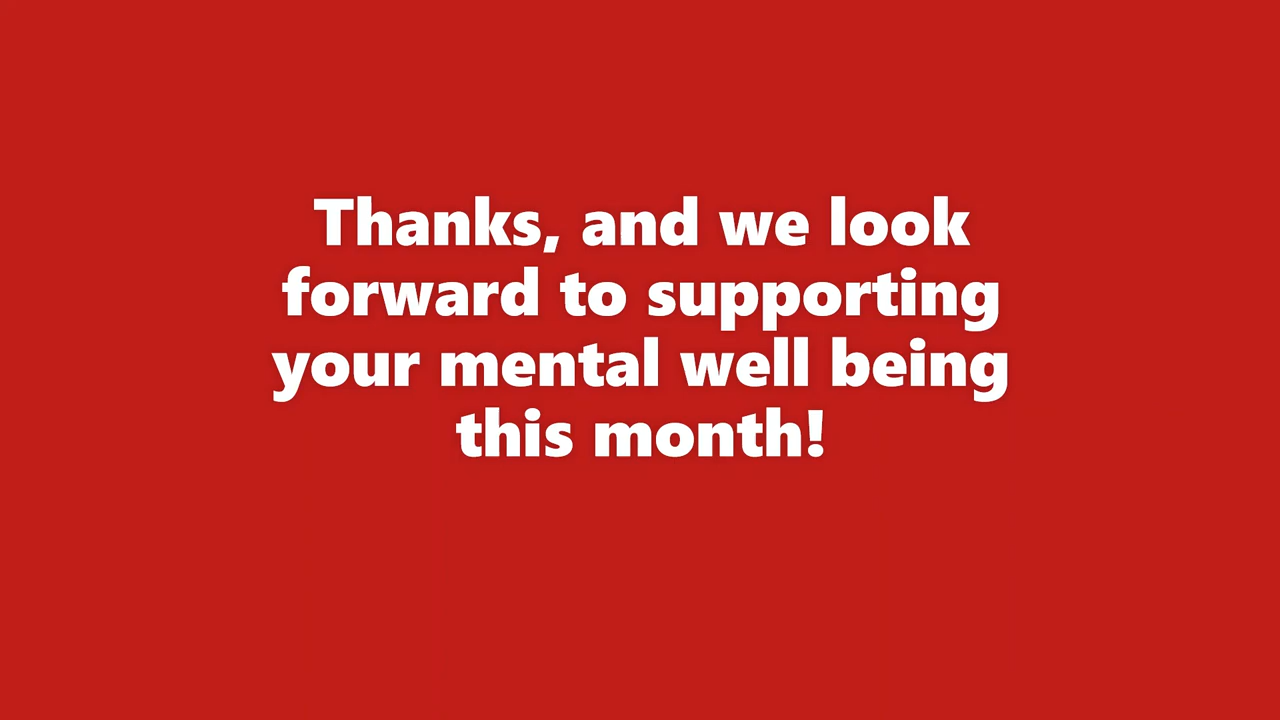 Thanks, and we look
forward to supporting
your mental well being
this month!